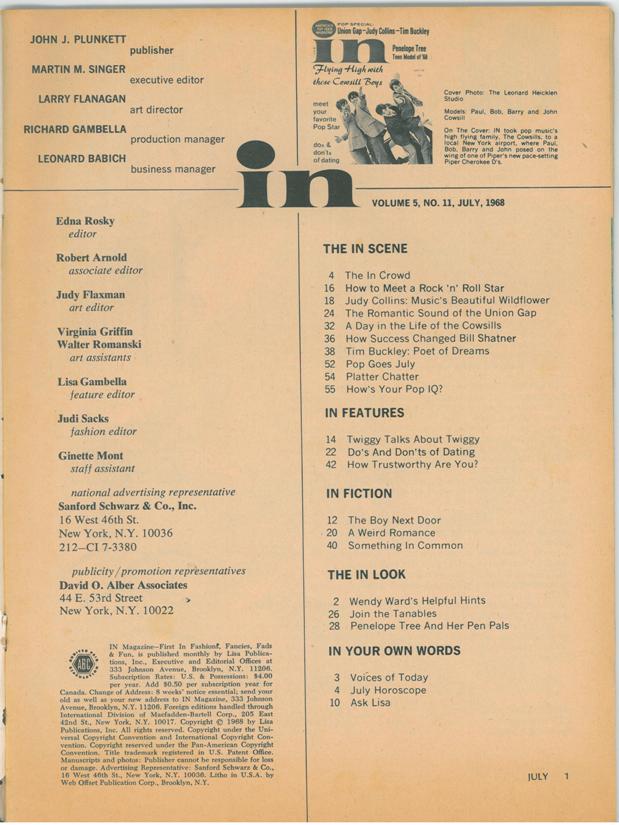 JOHN J. PLUNKETT
publisher
MARTIN M. SINGER
executive editor
LARRY FLANAGAN
art director
RICHARD GAMBELLA
production manager
LEONARD BABICH
business manager
POP SPECIAL:
Union Gap-Judy Collins-Tim Buckley
in
Penelope Tree
Teen Model of '68
Flying High with
those Cowsill Boys
meet
your
favorite
Pop Star
dos &
don'ts
of dating
Cover Photo: The Leonard Heicklen
Studio
Models: Paul, Bob, Barry and John
Cowsill
On The Cover: IN took pop music's
high flying family, The Cowsills, to a
local New York airport, where Paul,
Bob, Barry and John posed on the
wing of one of Piper's new pace-setting
Piper Cherokee D's.
in
VOLUME 5, NO. 11, JULY, 1968
Edna Rosky
editor
Robert Arnold
associate editor
Judy Flaxman
art editor
Virginia Griffin
Walter Romanski
art assistants
Lisa Gambella
feature editor
Judi Sacks
fashion editor
Ginette Mont
staff assistant
national advertising representative
Sanford Schwarz & Co., Inc.
16 West 46th St.
New York, N.Y. 10036
212—CI 7-3380
publicity/promotion representatives
David O. Alber Associates
44 E. 53rd Street
New York, N.Y. 10022
ABC
IN Magazine—First In Fashions, Fancies, Fads
& Fun, is published monthly by Lisa Publica-
tions, Inc., Executive and Editorial Offices at
333 Johnson Avenue, Brooklyn, N.Y. 11206.
Subscription Rates: U.S. & Possessions: $4.00
per year. Add $0.50 per subscription year for
Canada. Change of Address: 8 weeks' notice essential; send your
old as well as your new address to IN Magazine, 333 Johnson
Avenue, Brooklyn, N.Y. 11206. Foreign editions handled through
International Division of Macfadden-Bartell Corp., 205 East
42nd St., New York, N.Y. 10017. Copyright © 1968 by Lisa
Publications, Inc. All rights reserved. Copyright under the Uni-
versal Copyright Convention and International Copyright Con-
vention. Copyright reserved under the Pan-American Copyright
Convention. Title trademark registered in U.S. Patent Office.
Manuscripts and photos: Publisher cannot be responsible for loss
or damage. Advertising Representative: Sanford Schwarz & Co.,
16 West 46th St., New York, N.Y. 10036. Litho in U.S.A. by
Web Offset Publication Corp., Brooklyn, N.Y.
THE IN SCENE
4 The In Crowd
16 How to Meet a Rock 'n' Roll Star
18 Judy Collins: Music's Beautiful Wildflower
24 The Romantic Sound of the Union Gap
32 A Day in the Life of the Cowsills
36 How Success Changed Bill Shatner
38 Tim Buckley: Poet of Dreams
52 Pop Goes July
54 Platter Chatter
55 How's Your Pop IQ?
IN FEATURES
14 Twiggy Talks About Twiggy
22 Do's And Don'ts of Dating
42 How Trustworthy Are You?
IN FICTION
12 The Boy Next Door
20 A Weird Romance
40 Something In Common
THE IN LOOK
2 Wendy Ward's Helpful Hints
26 Join the Tanables
28 Penelope Tree And Her Pen Pals
IN YOUR OWN WORDS
3 Voices of Today
4 July Horoscope
10 Ask Lisa
JULY 1